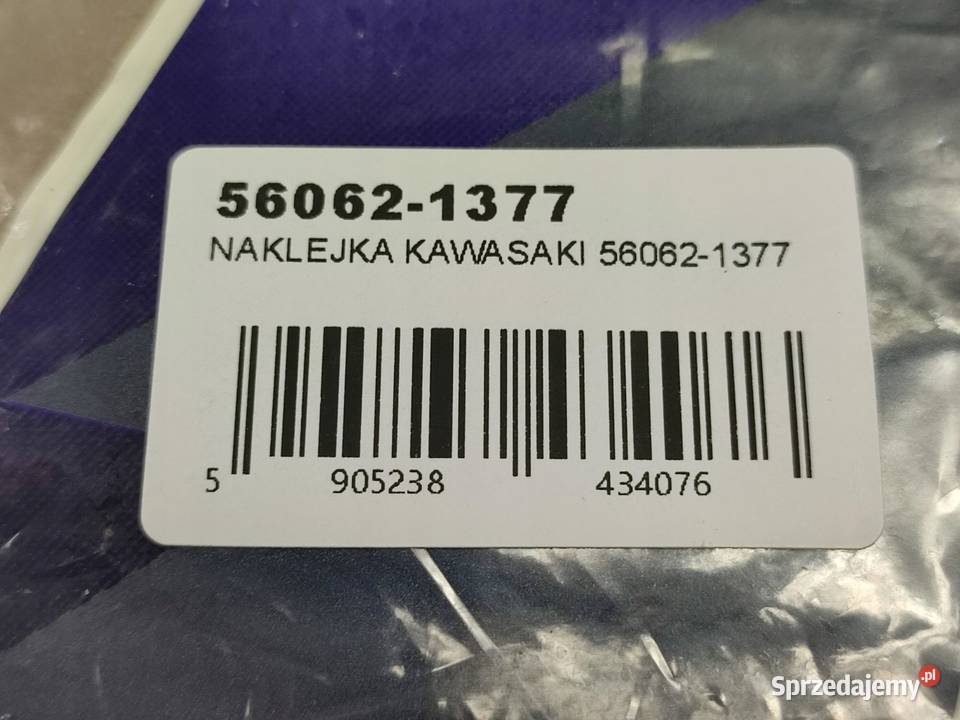 56062-1377
NAKLEJKA KAWASAKI 56062-1377
5 905238 434076
Sprzedajemy.pl